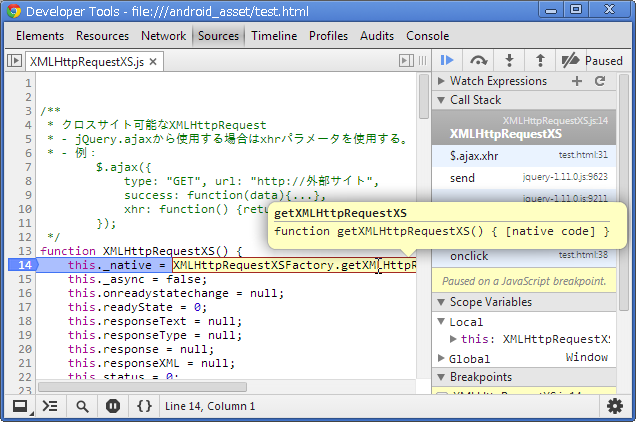 Developer Tools - file:///android_asset/test.html
Elements Resources Network Sources Timeline Profiles Audits Console
XMLHttpRequestXS.js ×
Paused
1
2
3 /**
4 * クロスサイト可能なXMLHttpRequest
5 * - jQuery.ajaxから使用する場合はxhrパラメータを使用する。
6 * - 例：
7 $.ajax({
8 type: "GET", url: "http://外部サイト",
9 success: function(data){...},
10 xhr: function() {retu
11 });
12 */
13 function XMLHttpRequestXS() {
14 this._native = XMLHttpRequestXSFactory.getXMLHttpR
15 this._async = false;
16 this.onreadystatechange = null;
17 this.readyState = 0;
18 this.responseText = null;
19 this.responseType = null;
20 this.response = null;
21 this.responseXML = null;
22 this.status = 0;
getXMLHttpRequestXS
function getXMLHttpRequestXS() { [native code] }
Watch Expressions
Call Stack
XMLHttpRequestXS.js:14
XMLHttpRequestXS
$.ajax.xhr test.html:31
send jquery-1.11.0.js:9623
jquery-1.11.0.js:9211
onclick test.html:38
Paused on a JavaScript breakpoint.
Scope Variables
Local
this: XMLHttpRequestXS
Global Window
Breakpoints
XMLHttpRequestXS.js:14
Line 14, Column 1